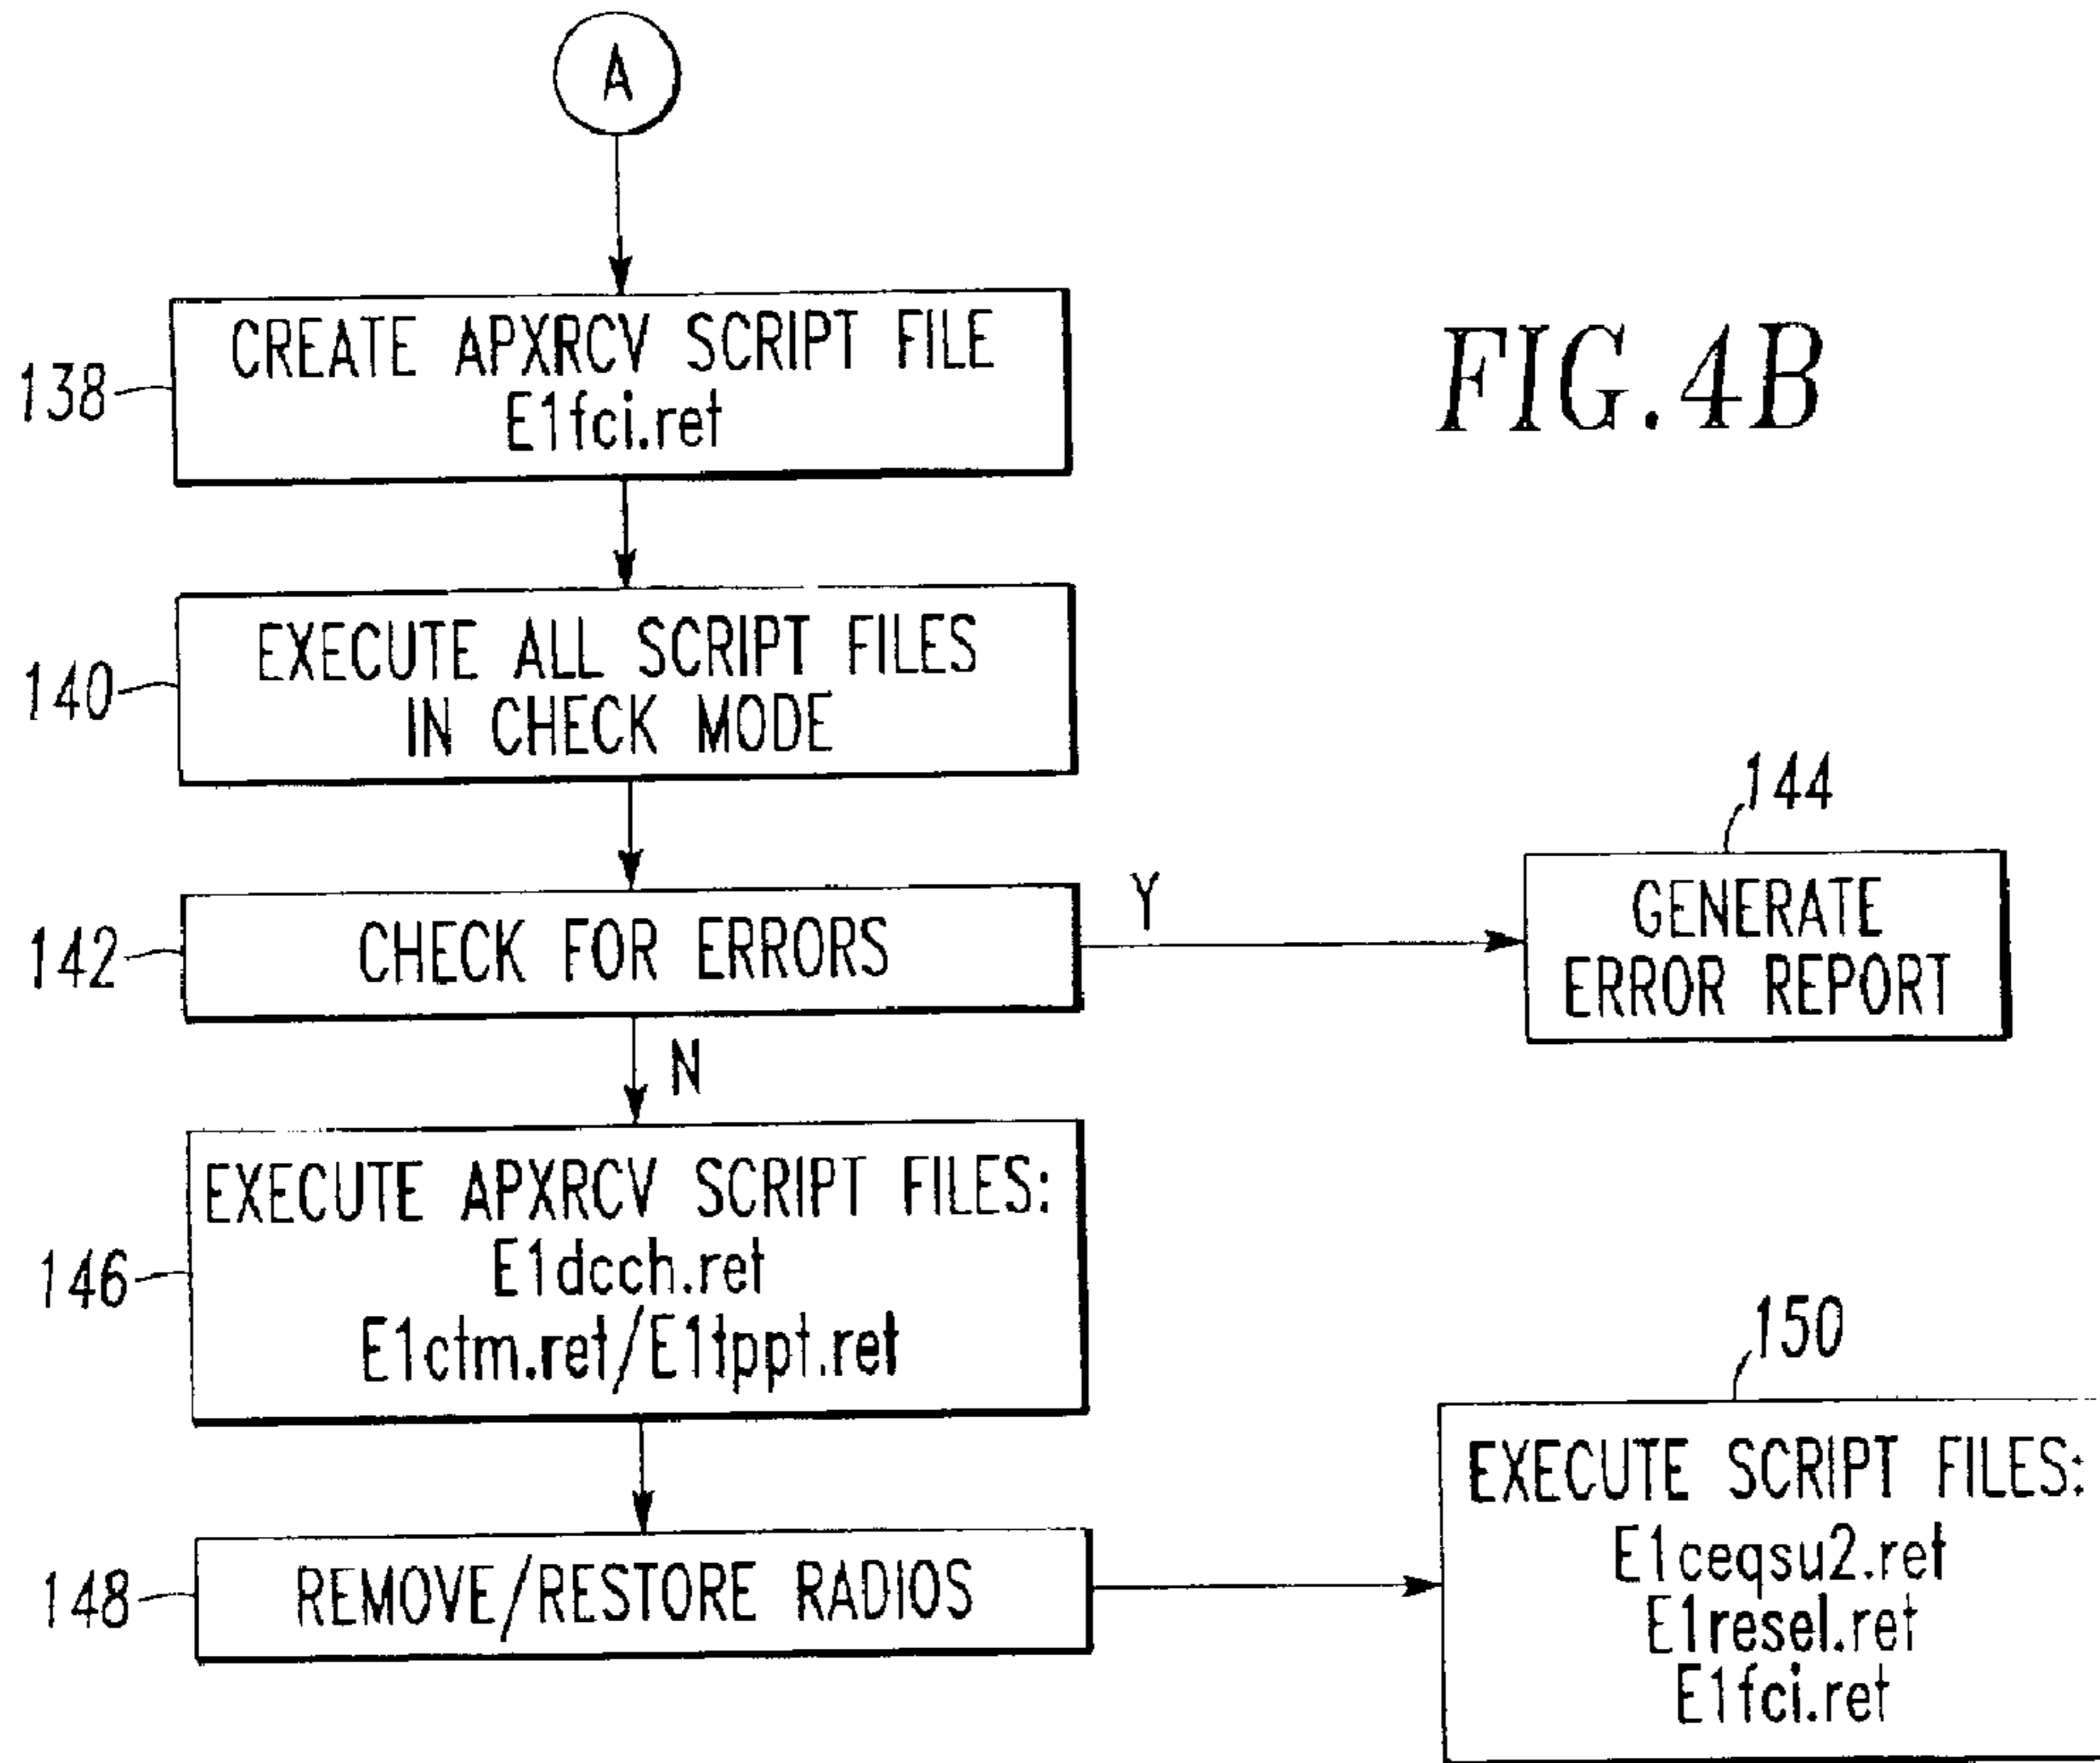 A
CREATE APXRCV SCRIPT FILE
E1fci.ret
138
FIG. 4B
EXECUTE ALL SCRIPT FILES
IN CHECK MODE
140
144
CHECK FOR ERRORS
142
Y
GENERATE
ERROR REPORT
N
EXECUTE APXRCV SCRIPT FILES:
E1dcch.ret
E1ctm.ret/E1tppt.ret
146
150
REMOVE/RESTORE RADIOS
148
EXECUTE SCRIPT FILES:
E1ceqsu2.ret
E1resel.ret
E1fci.ret